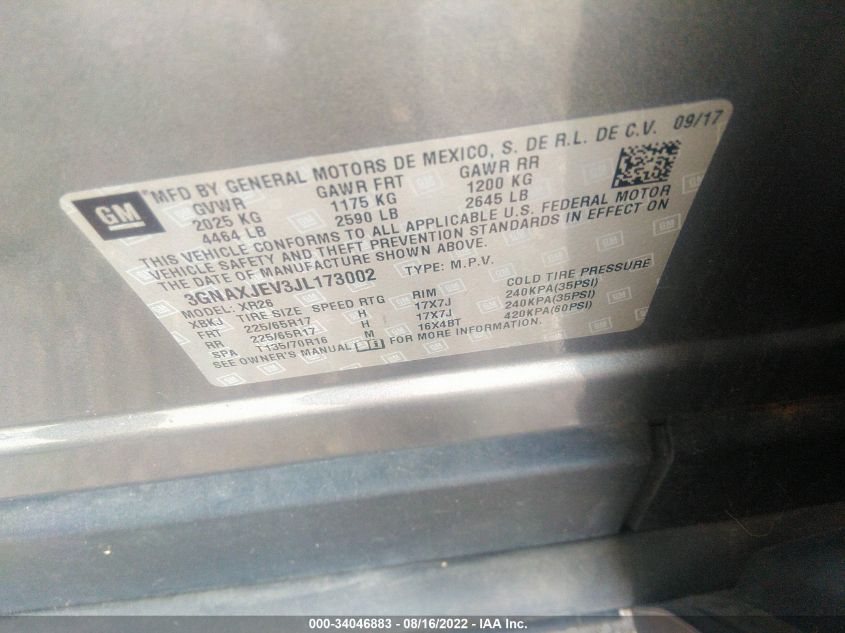 GM
MFD BY GENERAL MOTORS DE MEXICO, S. DE R.L. DE C.V. 09/17
GVWR GAWR FRT GAWR RR
2025 KG 1175 KG 1200 KG
4464 LB 2590 LB 2645 LB
THIS VEHICLE CONFORMS TO ALL APPLICABLE U.S. FEDERAL MOTOR
VEHICLE SAFETY AND THEFT PREVENTION STANDARDS IN EFFECT ON
THE DATE OF MANUFACTURE SHOWN ABOVE.
3GNAXJEV3JL173002 TYPE: M.P.V.
MODEL: XR26
XBKJ TIRE SIZE SPEED RTG RIM COLD TIRE PRESSURE
FRT 225/65R17 H 17X7J 240KPA(35PSI)
RR 225/65R17 H 17X7J 240KPA(35PSI)
SPA T135/70R16 M 16X4BT 420KPA(60PSI)
SEE OWNER'S MANUAL FOR MORE INFORMATION.
000-34046883 - 08/16/2022 - IAA Inc.